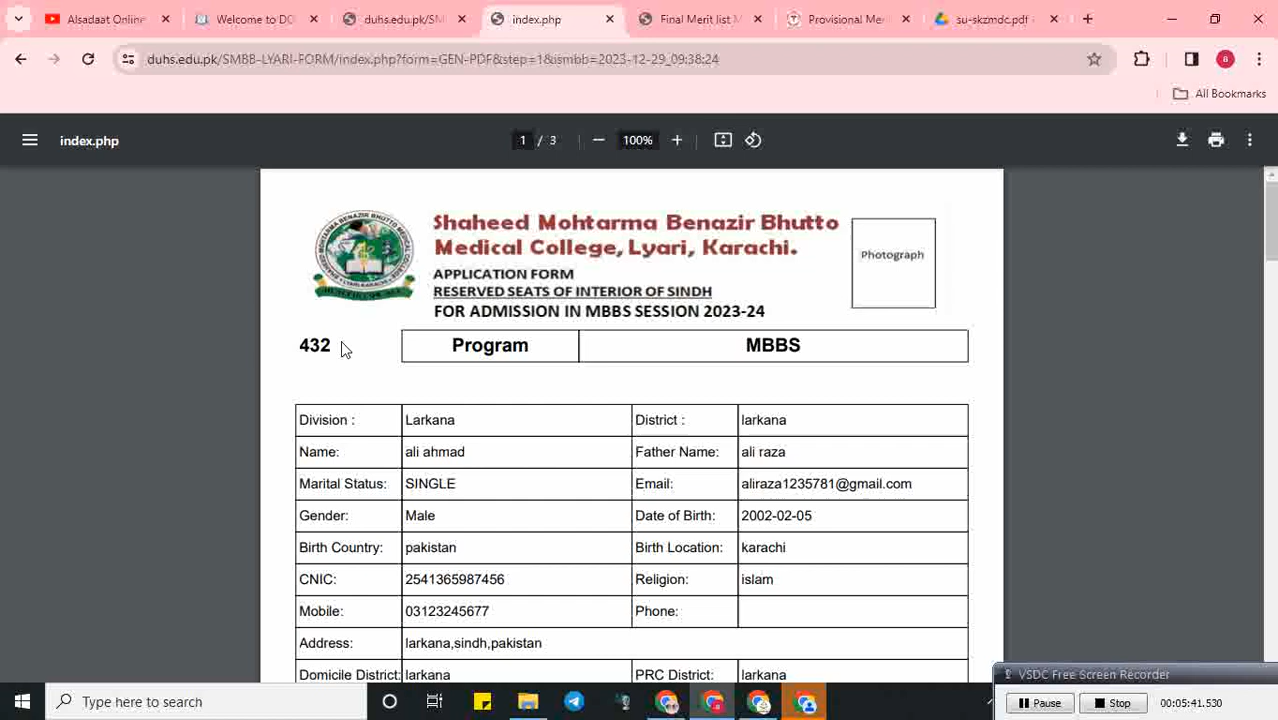 Alsadaat Online
Welcome to DO
duhs.edu.pk/SM
index.php
Final Merit list M
Provisional Me
su-skzmdc.pdf
duhs.edu.pk/SMBB-LYARI-FORM/index.php?form=GEN-PDF&step=1&ismbb=2023-12-29_09:38:24
a
All Bookmarks
index.php
1 / 3
100%
Shaheed Mohtarma Benazir Bhutto
Medical College, Lyari, Karachi.
APPLICATION FORM
RESERVED SEATS OF INTERIOR OF SINDH
FOR ADMISSION IN MBBS SESSION 2023-24
Photograph
432 Program MBBS
Division : Larkana District : larkana
Name: ali ahmad Father Name: ali raza
Marital Status: SINGLE Email: aliraza1235781@gmail.com
Gender: Male Date of Birth: 2002-02-05
Birth Country: pakistan Birth Location: karachi
CNIC: 2541365987456 Religion: islam
Mobile: 03123245677 Phone:
Address: larkana,sindh,pakistan
Domicile District: larkana PRC District: larkana
VSDC Free Screen Recorder
Pause Stop 00:05:41.530
Type here to search